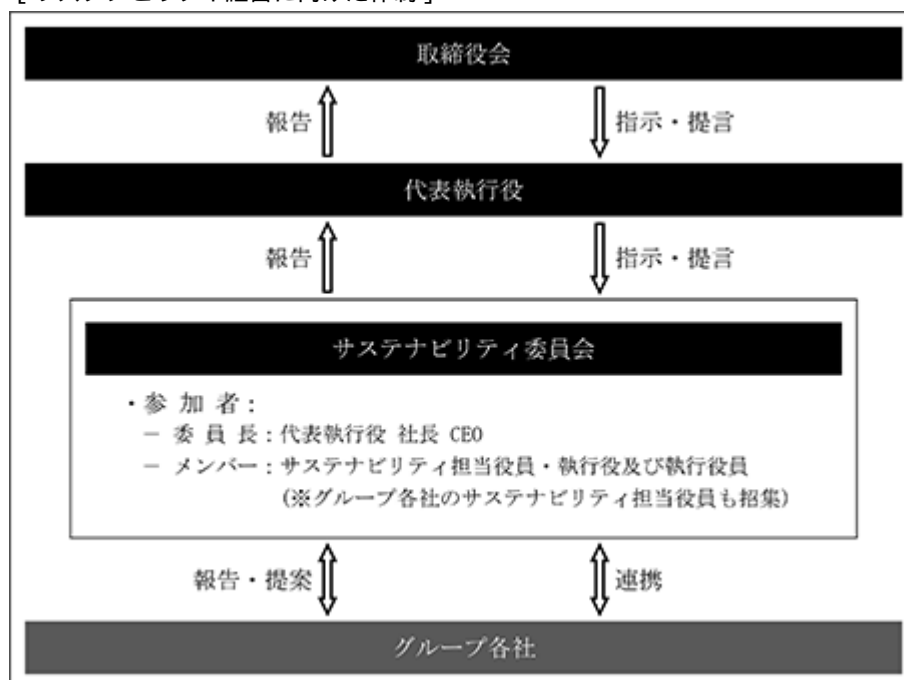 取締役会
報告
指示・提言
代表執行役
報告
指示・提言
サステナビリティ委員会
・参 加 者：
－ 委 員 長：代表執行役 社長 CEO
－ メンバー：サステナビリティ担当役員・執行役及び執行役員
(※グループ各社のサステナビリティ担当役員も招集)
報告・提案
連携
グループ各社